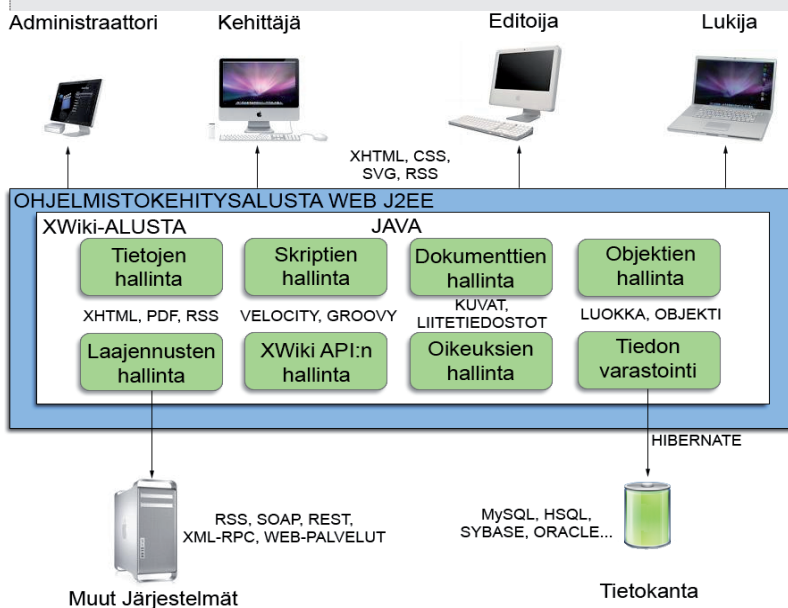 Administraattori
Kehittäjä
Editoija
Lukija
XHTML, CSS,
SVG, RSS
OHJELMISTOKEHITYSALUSTA WEB J2EE
XWiki-ALUSTA
JAVA
Tietojen
hallinta
Skriptien
hallinta
Dokumenttien
hallinta
Objektien
hallinta
XHTML, PDF, RSS
VELOCITY, GROOVY
KUVAT,
LIITETIEDOSTOT
LUOKKA, OBJEKTI
Laajennusten
hallinta
XWiki API:n
hallinta
Oikeuksien
hallinta
Tiedon
varastointi
HIBERNATE
RSS, SOAP, REST,
XML-RPC, WEB-PALVELUT
MySQL, HSQL,
SYBASE, ORACLE...
Muut Järjestelmät
Tietokanta